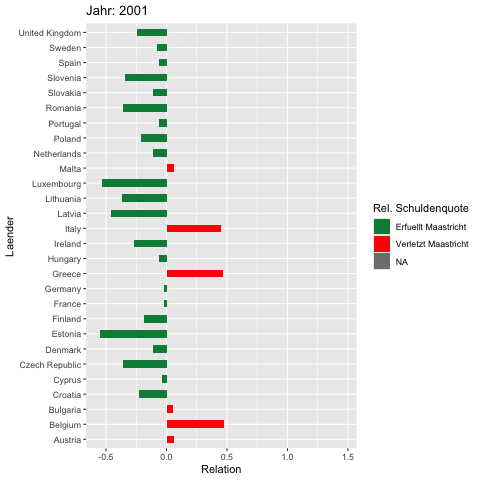 Jahr: 2001
United Kingdom
Sweden
Spain
Slovenia
Slovakia
Romania
Portugal
Poland
Netherlands
Malta
Luxembourg
Lithuania
Latvia
Italy
Ireland
Hungary
Greece
Germany
France
Finland
Estonia
Denmark
Czech Republic
Cyprus
Croatia
Bulgaria
Belgium
Austria
Laender
-0.5 0.0 0.5 1.0 1.5
Relation
Rel. Schuldenquote
Erfuellt Maastricht
Verletzt Maastricht
NA